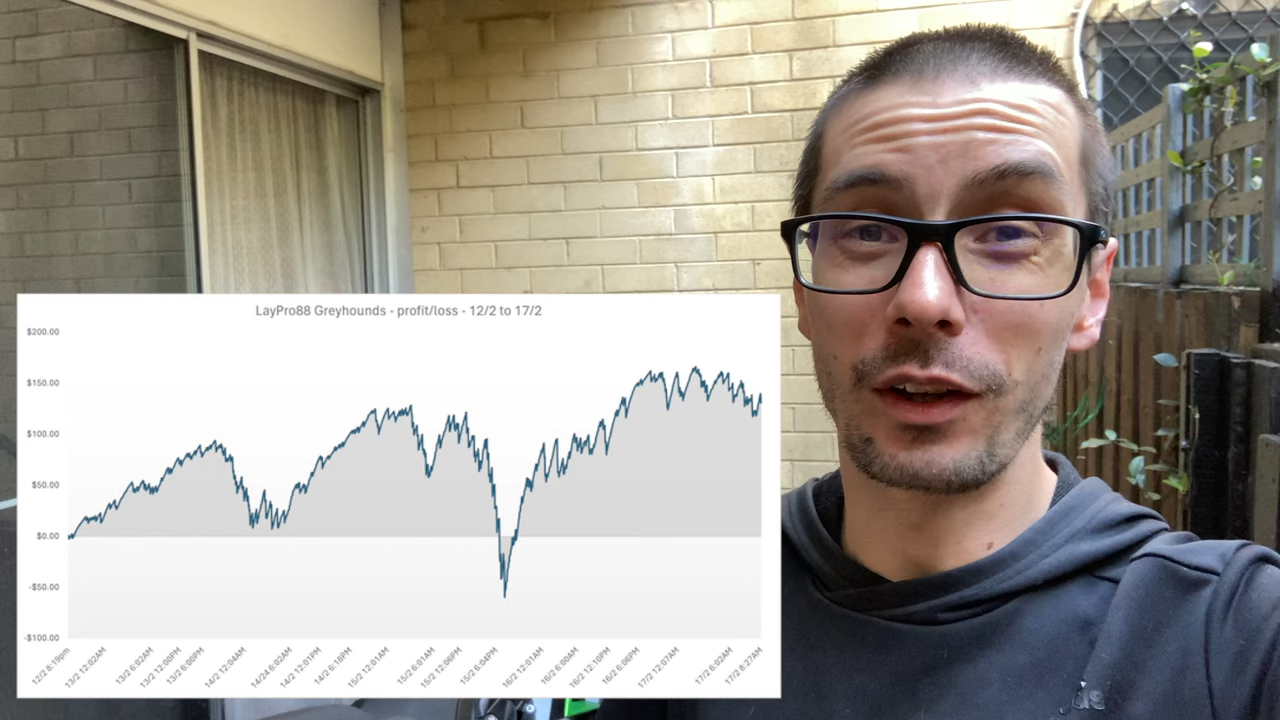 LayPro88 Greyhounds - profit/loss - 12/2 to 17/2
$200.00
$150.00
$100.00
$50.00
$0.00
-$50.00
-$100.00
12/2 8:19pm
13/2 12:02AM
13/2 6:02AM
13/2 12:00PM
13/2 6:00PM
14/2 12:04AM
14/24 6:02AM
14/2 12:01PM
14/2 6:18PM
15/2 12:01AM
15/2 6:01AM
15/2 12:06PM
15/2 6:04PM
16/2 12:01AM
16/2 6:00AM
16/2 12:10PM
16/2 6:06PM
17/2 12:07AM
17/2 6:02AM
17/2 8:27AM